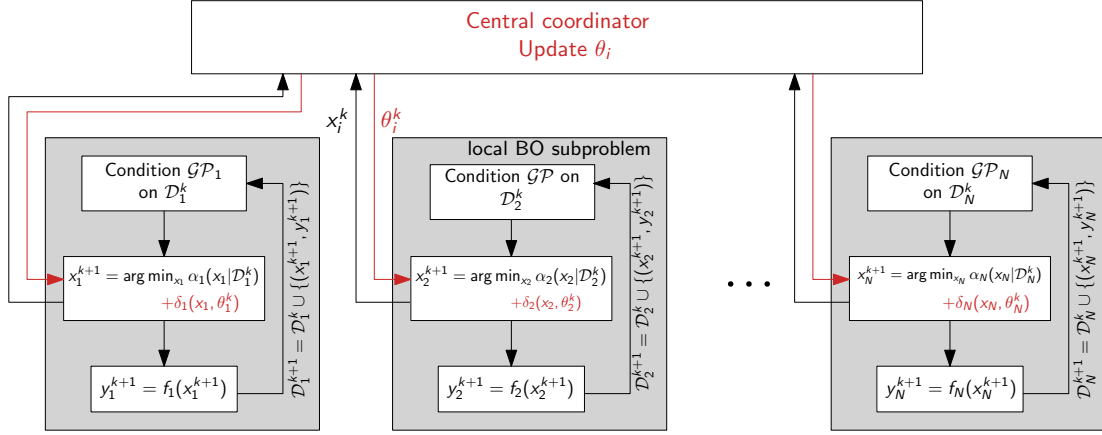 Central coordinator
Update θ_i
x_i^k
θ_i^k
Condition 𝒢𝒫_1
on 𝒟_1^k
x_1^{k+1} = arg min_{x_1} α_1(x_1|𝒟_1^k)
+δ_1(x_1, θ_1^k)
y_1^{k+1} = f_1(x_1^{k+1})
𝒟_1^{k+1} = 𝒟_1^k ∪ {(x_1^{k+1}, y_1^{k+1})}
local BO subproblem
Condition 𝒢𝒫 on
𝒟_2^k
x_2^{k+1} = arg min_{x_2} α_2(x_2|𝒟_2^k)
+δ_2(x_2, θ_2^k)
y_2^{k+1} = f_2(x_2^{k+1})
𝒟_2^{k+1} = 𝒟_2^k ∪ {(x_2^{k+1}, y_2^{k+1})}
• • •
Condition 𝒢𝒫_N
on 𝒟_N^k
x_N^{k+1} = arg min_{x_N} α_N(x_N|𝒟_N^k)
+δ_N(x_N, θ_N^k)
y_N^{k+1} = f_N(x_N^{k+1})
𝒟_N^{k+1} = 𝒟_N^k ∪ {(x_N^{k+1}, y_N^{k+1})}